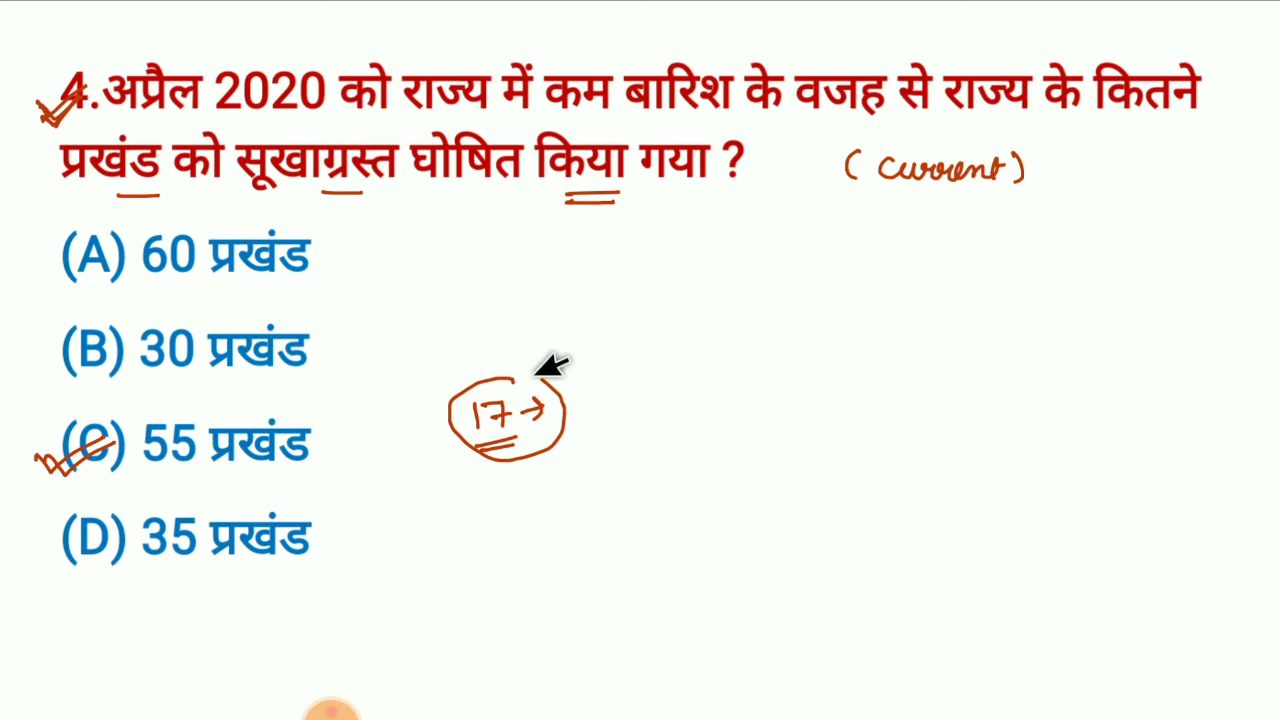 4.अप्रैल 2020 को राज्य में कम बारिश के वजह से राज्य के कितने
प्रखंड को सूखाग्रस्त घोषित किया गया ? (current)
(A) 60 प्रखंड
(B) 30 प्रखंड
17 →
(C) 55 प्रखंड
(D) 35 प्रखंड